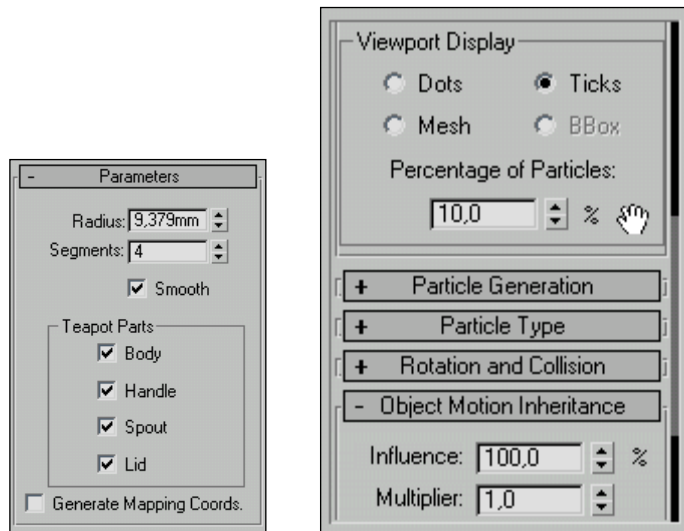 - Parameters
Radius: 9,379mm
Segments: 4
Smooth
Teapot Parts
Body
Handle
Spout
Lid
Generate Mapping Coords.
Viewport Display
Dots Ticks
Mesh BBox
Percentage of Particles:
10,0 %
+ Particle Generation
+ Particle Type
+ Rotation and Collision
- Object Motion Inheritance
Influence: 100,0 %
Multiplier: 1,0